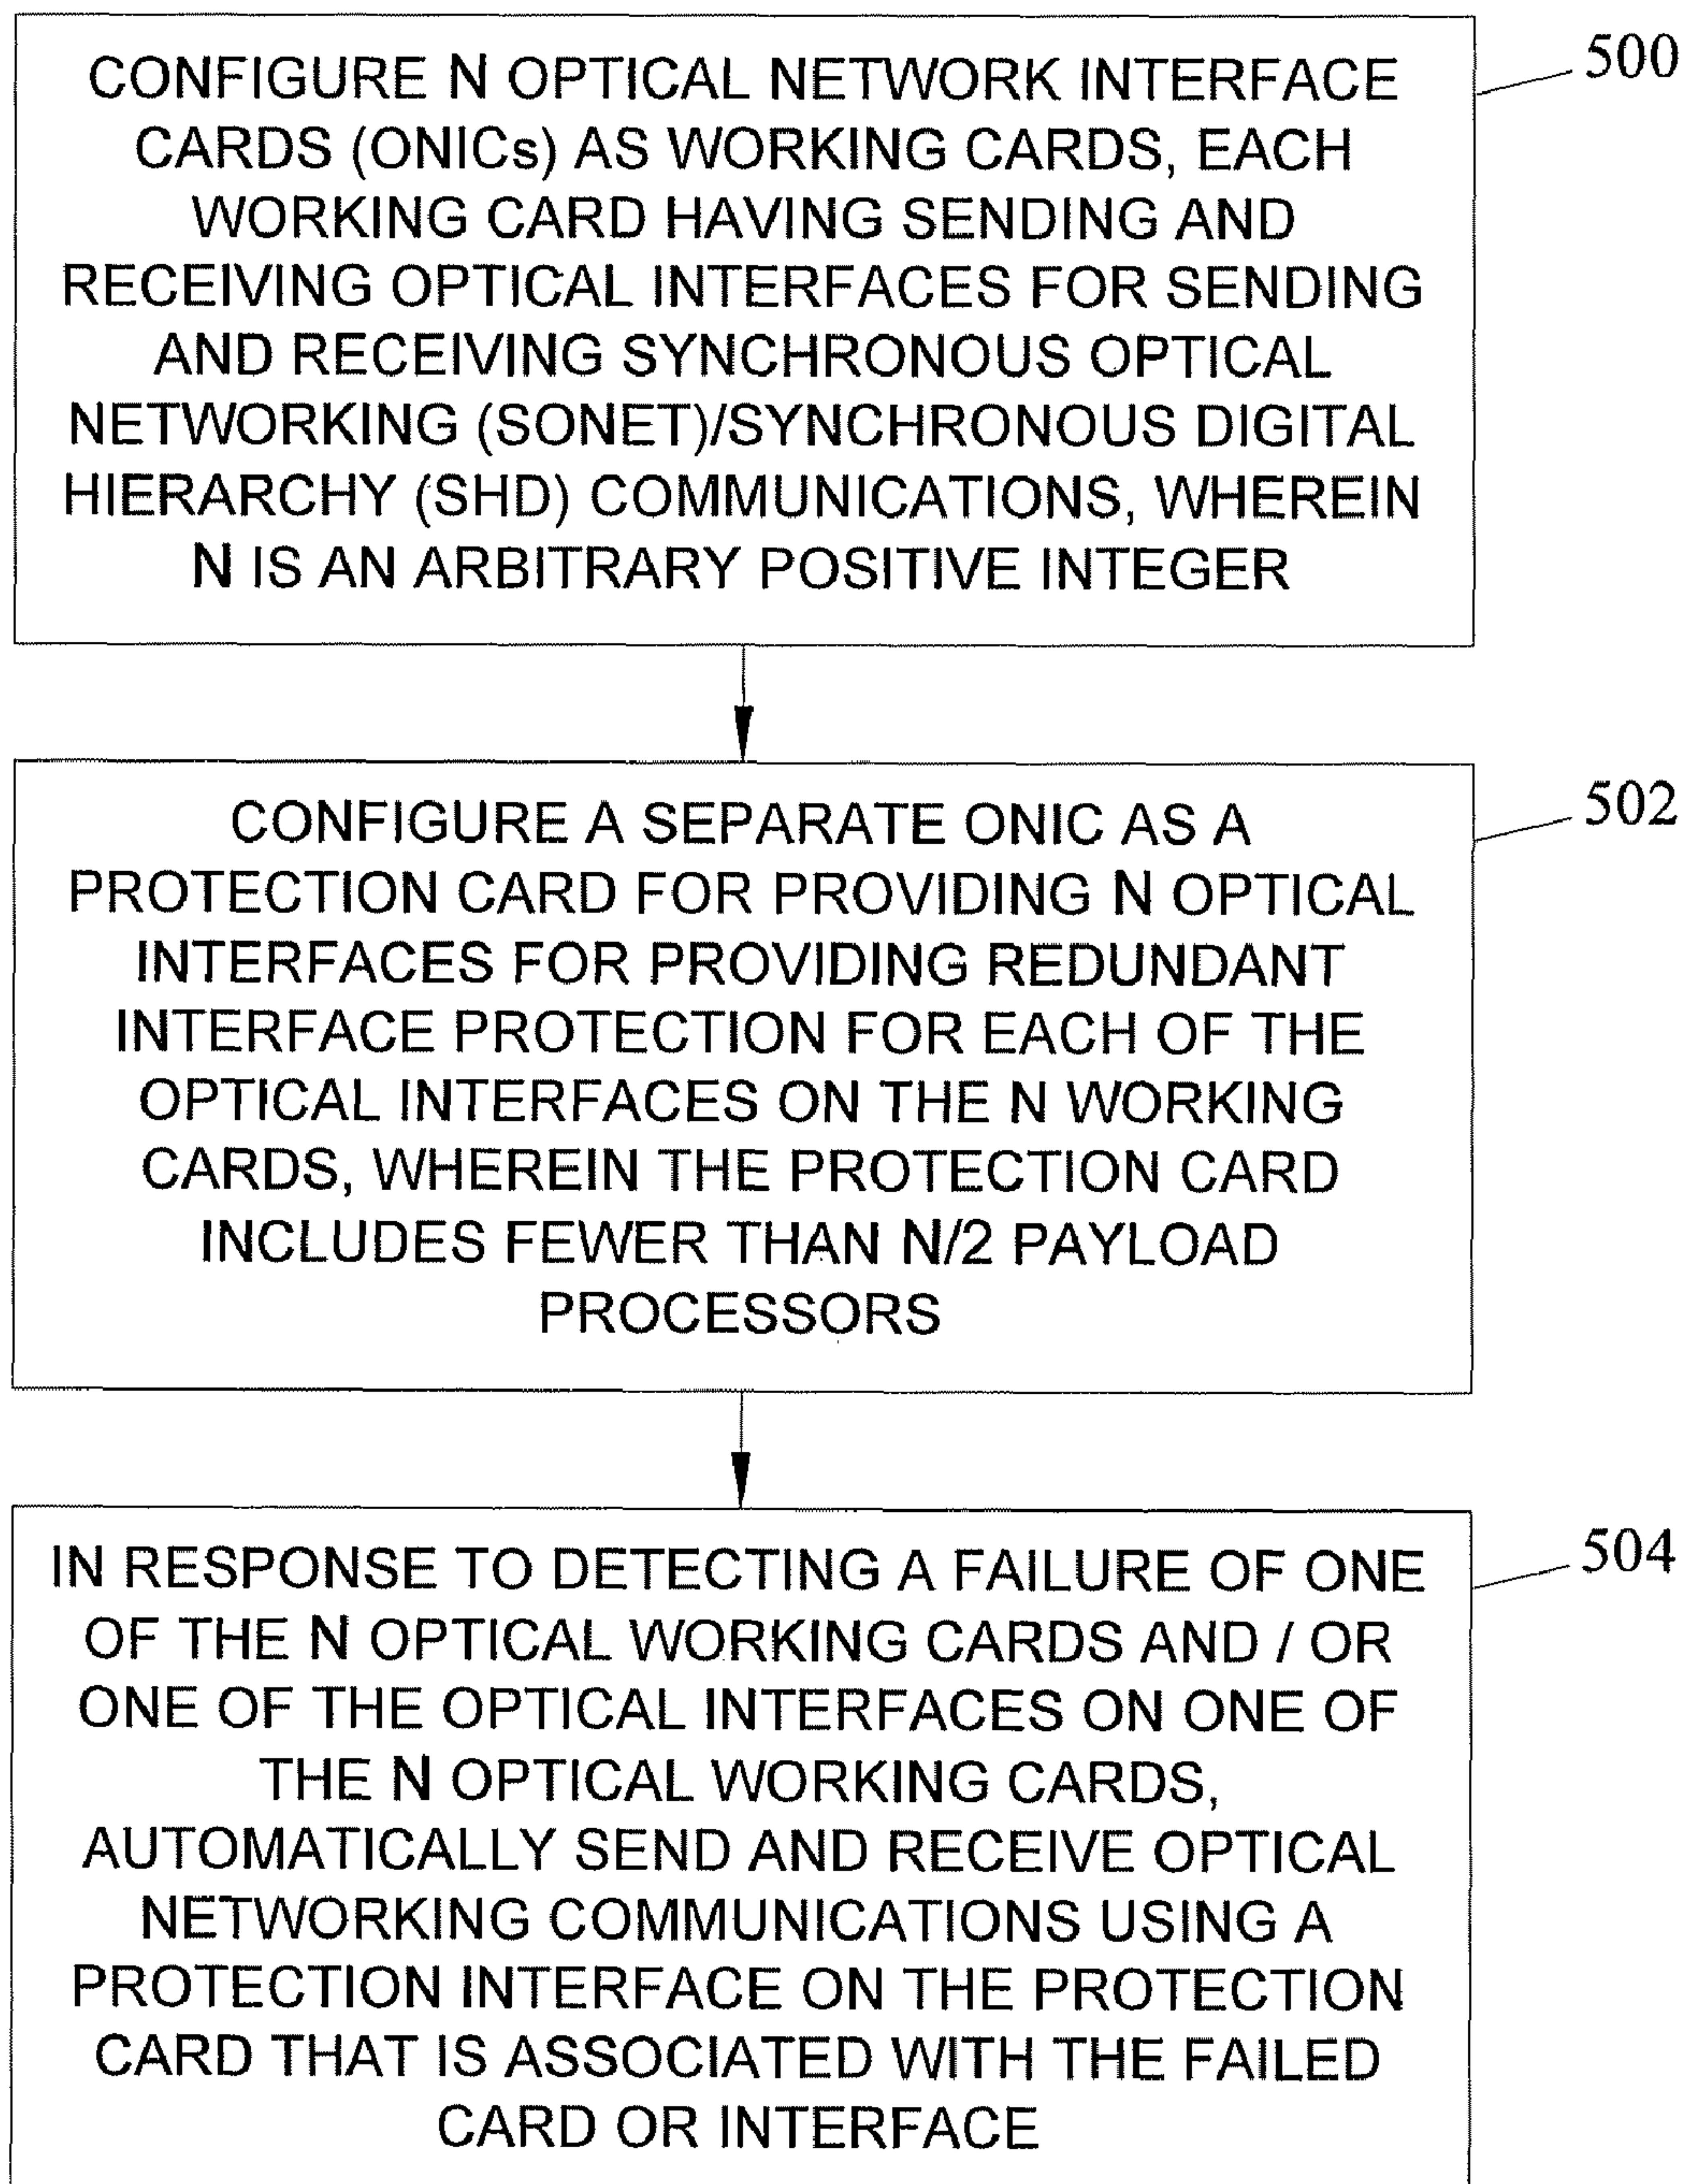 CONFIGURE N OPTICAL NETWORK INTERFACE
CARDS (ONICs) AS WORKING CARDS, EACH
WORKING CARD HAVING SENDING AND
RECEIVING OPTICAL INTERFACES FOR SENDING
AND RECEIVING SYNCHRONOUS OPTICAL
NETWORKING (SONET)/SYNCHRONOUS DIGITAL
HIERARCHY (SHD) COMMUNICATIONS, WHEREIN
N IS AN ARBITRARY POSITIVE INTEGER
500
CONFIGURE A SEPARATE ONIC AS A
PROTECTION CARD FOR PROVIDING N OPTICAL
INTERFACES FOR PROVIDING REDUNDANT
INTERFACE PROTECTION FOR EACH OF THE
OPTICAL INTERFACES ON THE N WORKING
CARDS, WHEREIN THE PROTECTION CARD
INCLUDES FEWER THAN N/2 PAYLOAD
PROCESSORS
502
IN RESPONSE TO DETECTING A FAILURE OF ONE
OF THE N OPTICAL WORKING CARDS AND / OR
ONE OF THE OPTICAL INTERFACES ON ONE OF
THE N OPTICAL WORKING CARDS,
AUTOMATICALLY SEND AND RECEIVE OPTICAL
NETWORKING COMMUNICATIONS USING A
PROTECTION INTERFACE ON THE PROTECTION
CARD THAT IS ASSOCIATED WITH THE FAILED
CARD OR INTERFACE
504